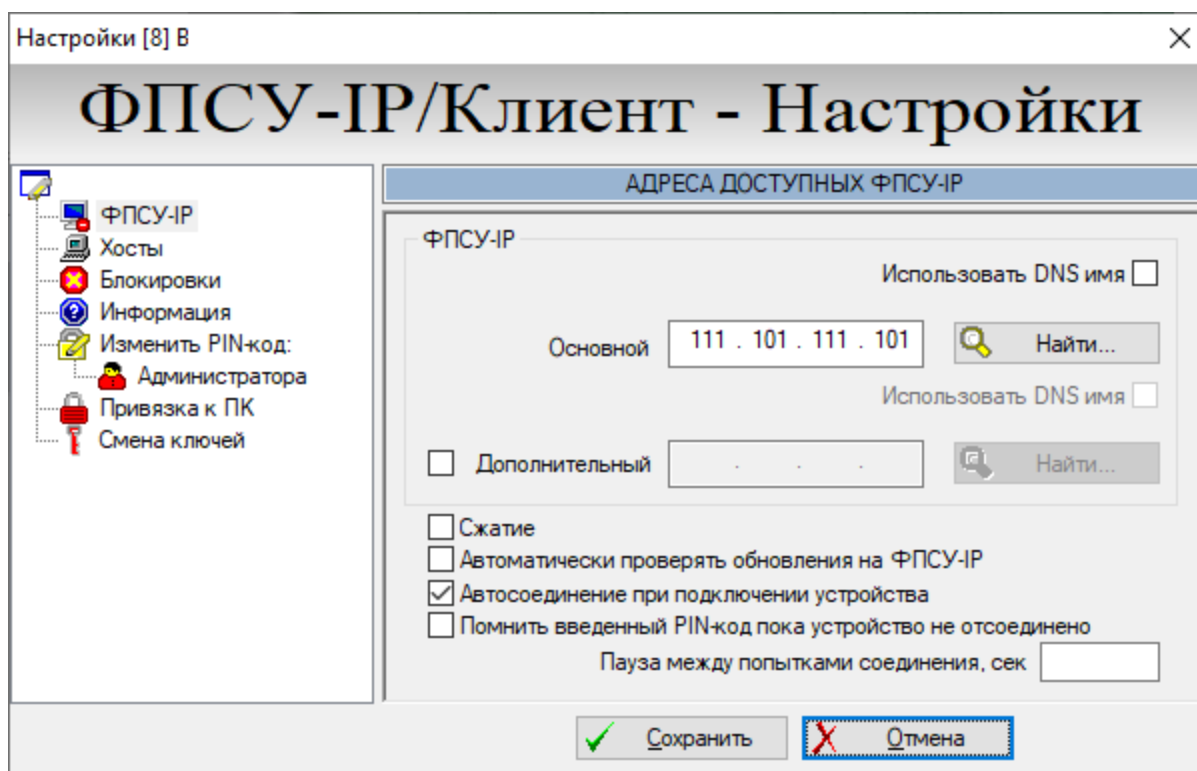 Настройки [8] В
ФПСУ-IP/Клиент - Настройки
ФПСУ-IP
Хосты
Блокировки
Информация
Изменить PIN-код:
Администратора
Привязка к ПК
Смена ключей
АДРЕСА ДОСТУПНЫХ ФПСУ-IP
ФПСУ-IP
Использовать DNS имя
Основной 111 . 101 . 111 . 101 Найти...
Использовать DNS имя
Дополнительный . . . Найти...
Сжатие
Автоматически проверять обновления на ФПСУ-IP
Автосоединение при подключении устройства
Помнить введенный PIN-код пока устройство не отсоединено
Пауза между попытками соединения, сек
Сохранить Отмена